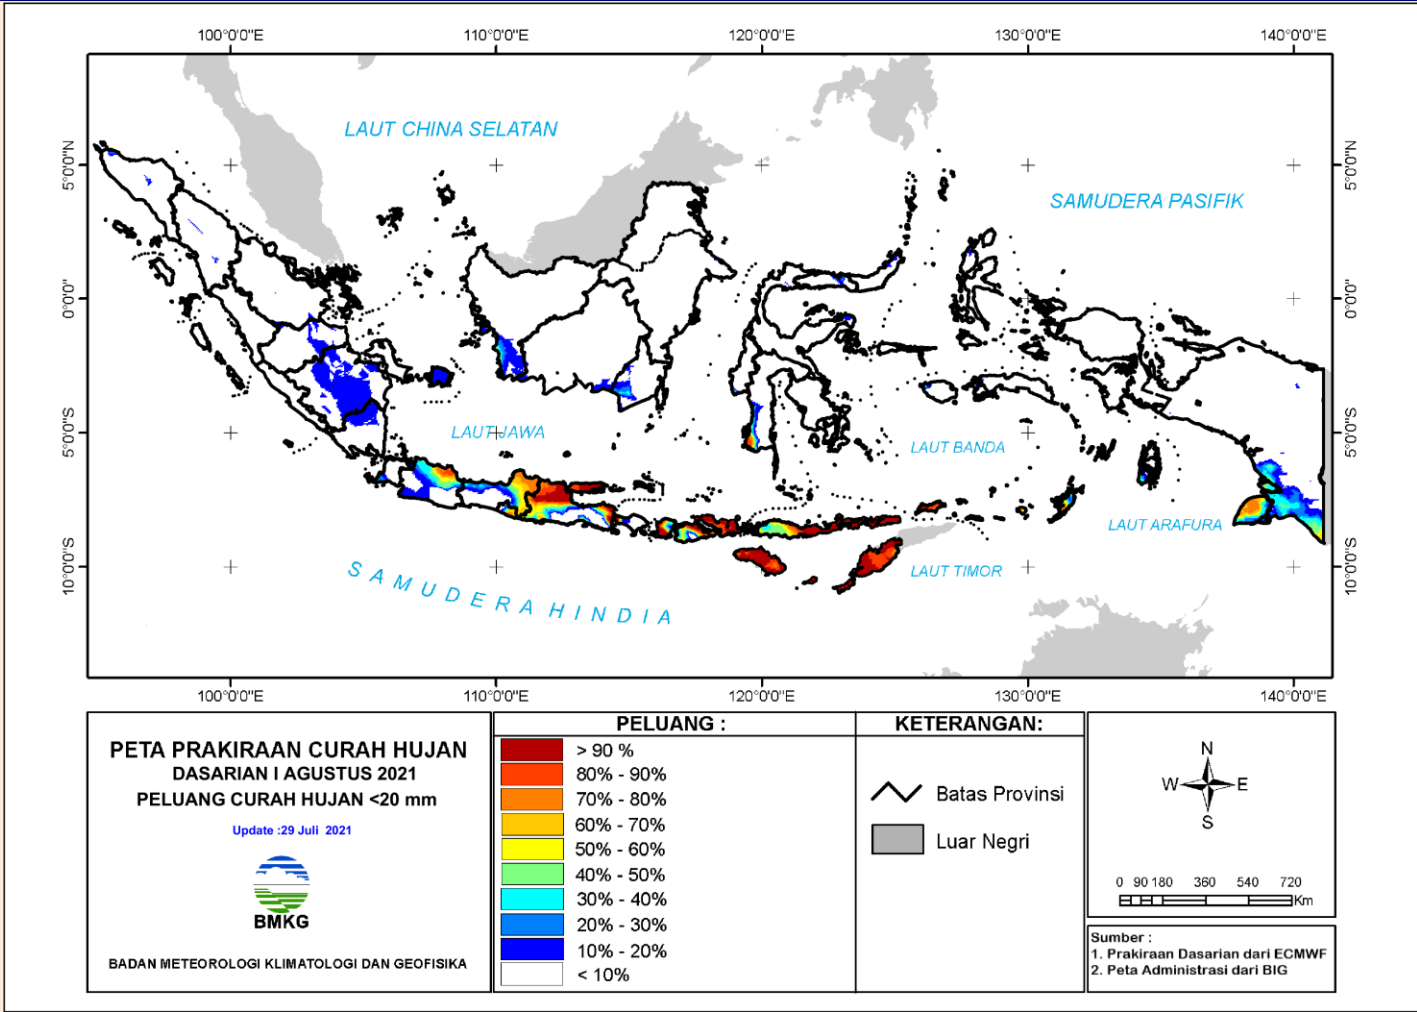 100°0'0"E 110°0'0"E 120°0'0"E 130°0'0"E 140°0'0"E
LAUT CHINA SELATAN
5°0'0"N 5°0'0"N
SAMUDERA PASIFIK
0°0'0" 0°0'0"
5°0'0"S 5°0'0"S
LAUT JAWA
LAUT BANDA
LAUT ARAFURA
10°0'0"S 10°0'0"S
LAUT TIMOR
SAMUDERA HINDIA
100°0'0"E 110°0'0"E 120°0'0"E 130°0'0"E 140°0'0"E
PETA PRAKIRAAN CURAH HUJAN
DASARIAN I AGUSTUS 2021
PELUANG CURAH HUJAN <20 mm
Update :29 Juli 2021
BMKG
BADAN METEOROLOGI KLIMATOLOGI DAN GEOFISIKA
PELUANG :
> 90 %
80% - 90%
70% - 80%
60% - 70%
50% - 60%
40% - 50%
30% - 40%
20% - 30%
10% - 20%
< 10%
KETERANGAN:
Batas Provinsi
Luar Negri
N
W E
S
0 90 180 360 540 720
Km
Sumber :
1. Prakiraan Dasarian dari ECMWF
2. Peta Administrasi dari BIG